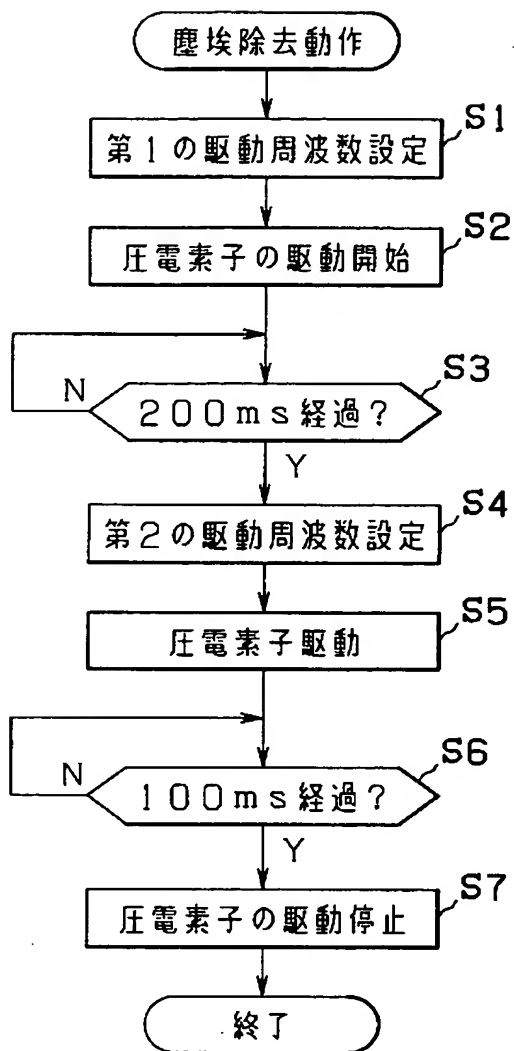 塵埃除去動作
S1
第1の駆動周波数設定
S2
圧電素子の駆動開始
S3
N
200ms経過?
Y
S4
第2の駆動周波数設定
S5
圧電素子駆動
S6
N
100ms経過?
Y
S7
圧電素子の駆動停止
終了